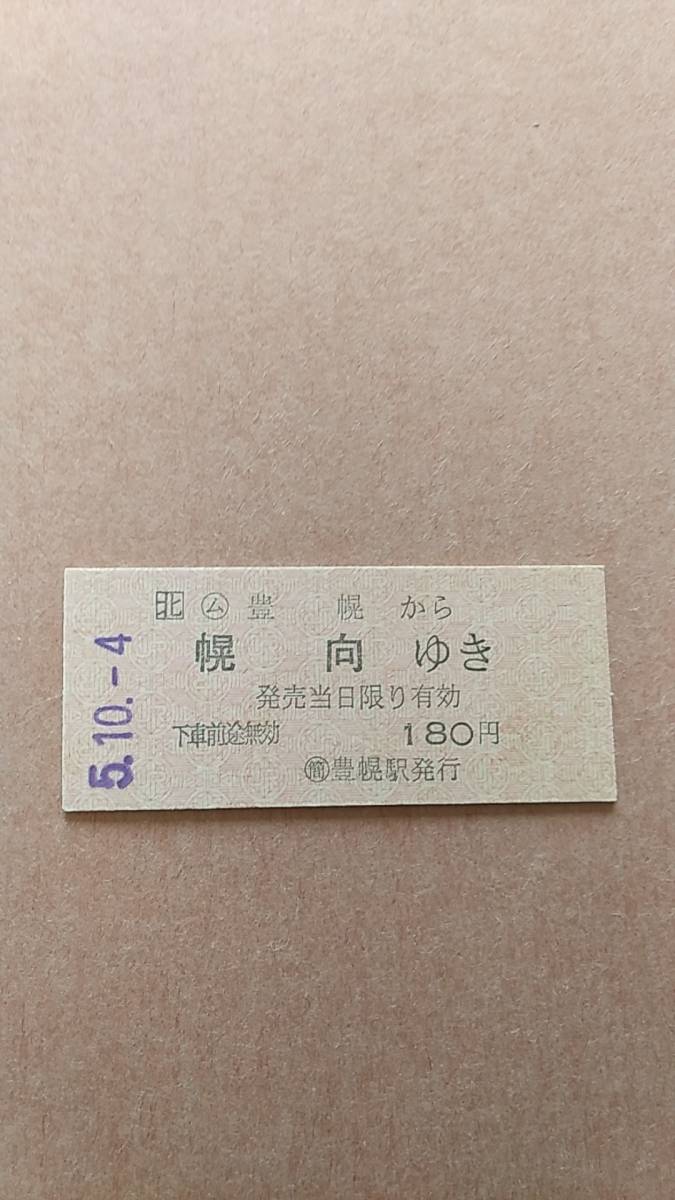 5.10.-4
北 ㋰ 豊幌から
幌向ゆき
発売当日限り有効
下車前途無効 180円
簡 豊幌駅発行